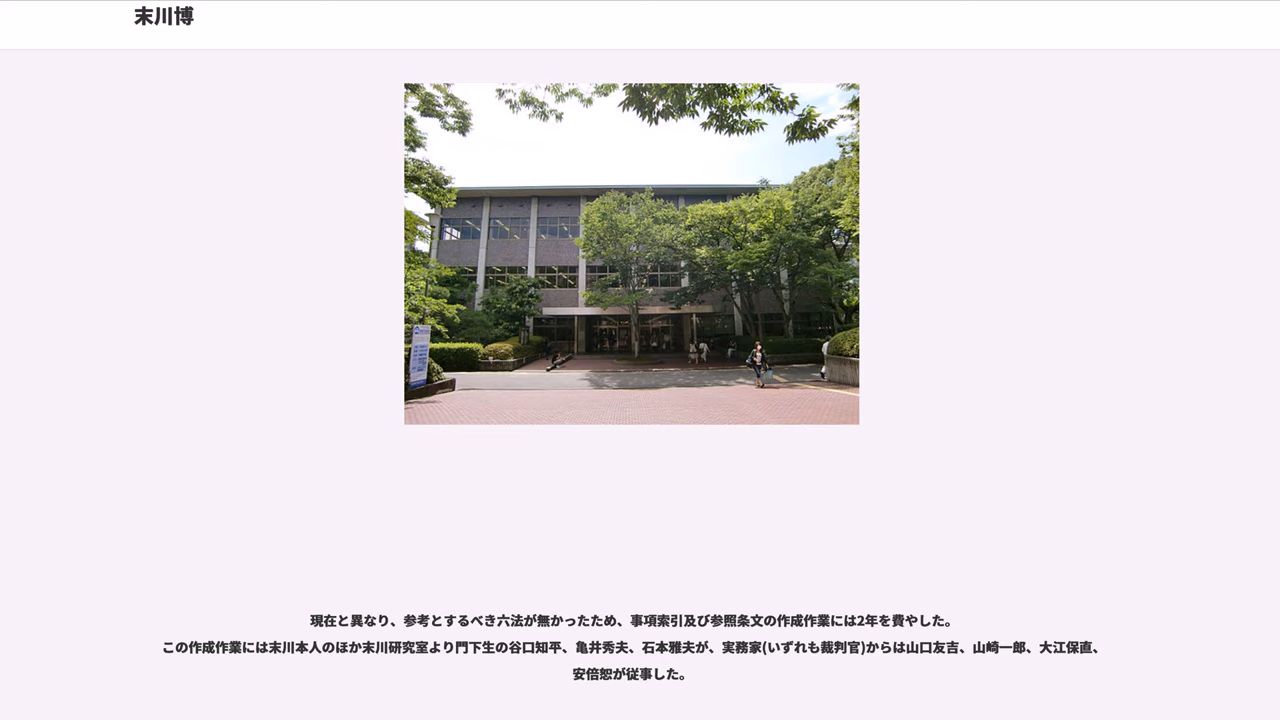 末川博
現在と異なり、参考とするべき六法が無かったため、事項索引及び参照条文の作成作業には2年を費やした。
この作成作業には末川本人のほか末川研究室より門下生の谷口知平、亀井秀夫、石本雅夫が、実務家(いずれも裁判官)からは山口友吉、山崎一郎、大江保直、
安倍恕が従事した。